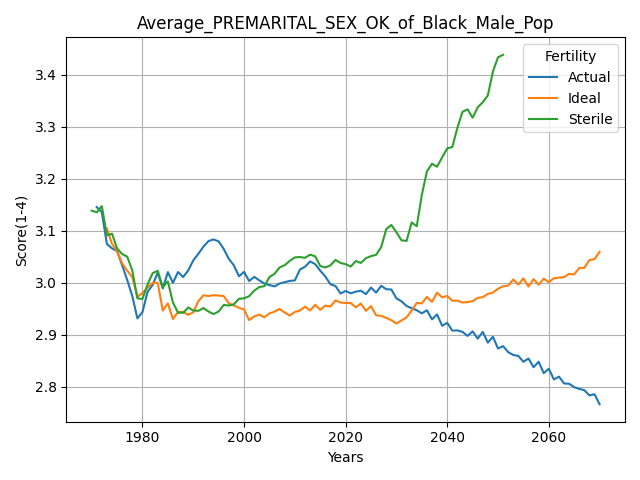 Average_PREMARITAL_SEX_OK_of_Black_Male_Pop
Fertility
Actual
Ideal
Sterile
3.4
3.3
3.2
3.1
3.0
2.9
2.8
Score(1-4)
1980 2000 2020 2040 2060
Years